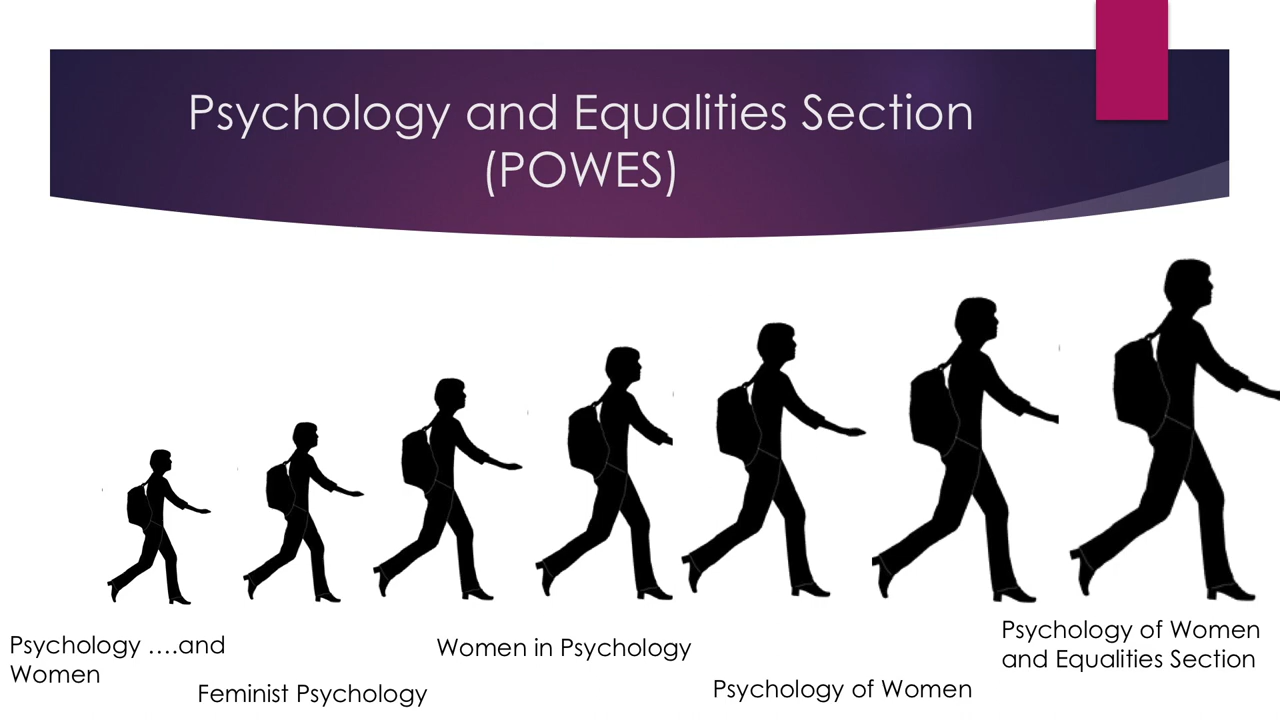 Psychology and Equalities Section
(POWES)
Psychology ….and
Women
Feminist Psychology
Women in Psychology
Psychology of Women
Psychology of Women
and Equalities Section